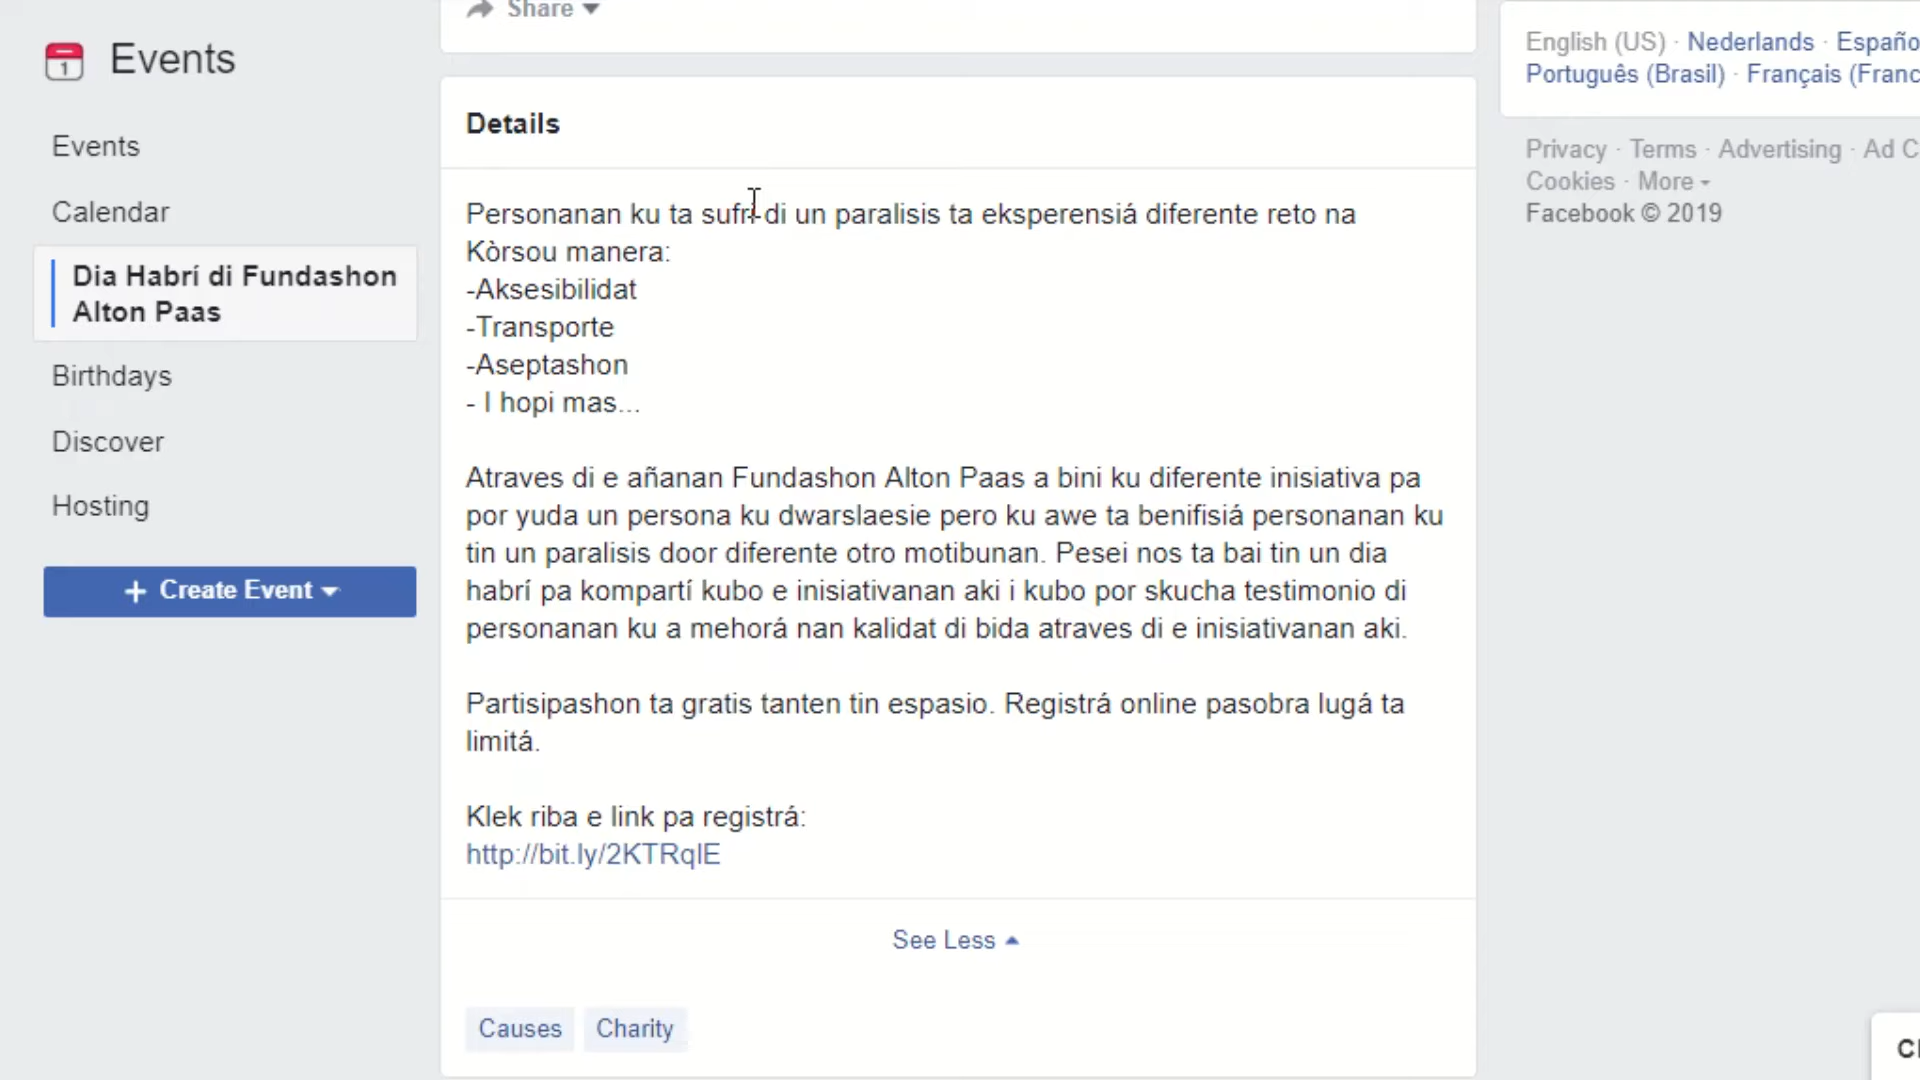 Share
Events
Events
Calendar
Dia Habrí di Fundashon
Alton Paas
Birthdays
Discover
Hosting
+ Create Event
Details
Personanan ku ta sufri di un paralisis ta eksperensiá diferente reto na
Kòrsou manera:
-Aksesibilidat
-Transporte
-Aseptashon
- I hopi mas...
Atraves di e añanan Fundashon Alton Paas a bini ku diferente inisiativa pa
por yuda un persona ku dwarslaesie pero ku awe ta benifisiá personanan ku
tin un paralisis door diferente otro motibunan. Pesei nos ta bai tin un dia
habrí pa kompartí kubo e inisiativanan aki i kubo por skucha testimonio di
personanan ku a mehorá nan kalidat di bida atraves di e inisiativanan aki.
Partisipashon ta gratis tanten tin espasio. Registrá online pasobra lugá ta
limitá.
Klek riba e link pa registrá:
http://bit.ly/2KTRqlE
See Less
Causes Charity
English (US) · Nederlands · Españo
Português (Brasil) · Français (Franc
Privacy · Terms · Advertising · Ad C
Cookies · More
Facebook © 2019